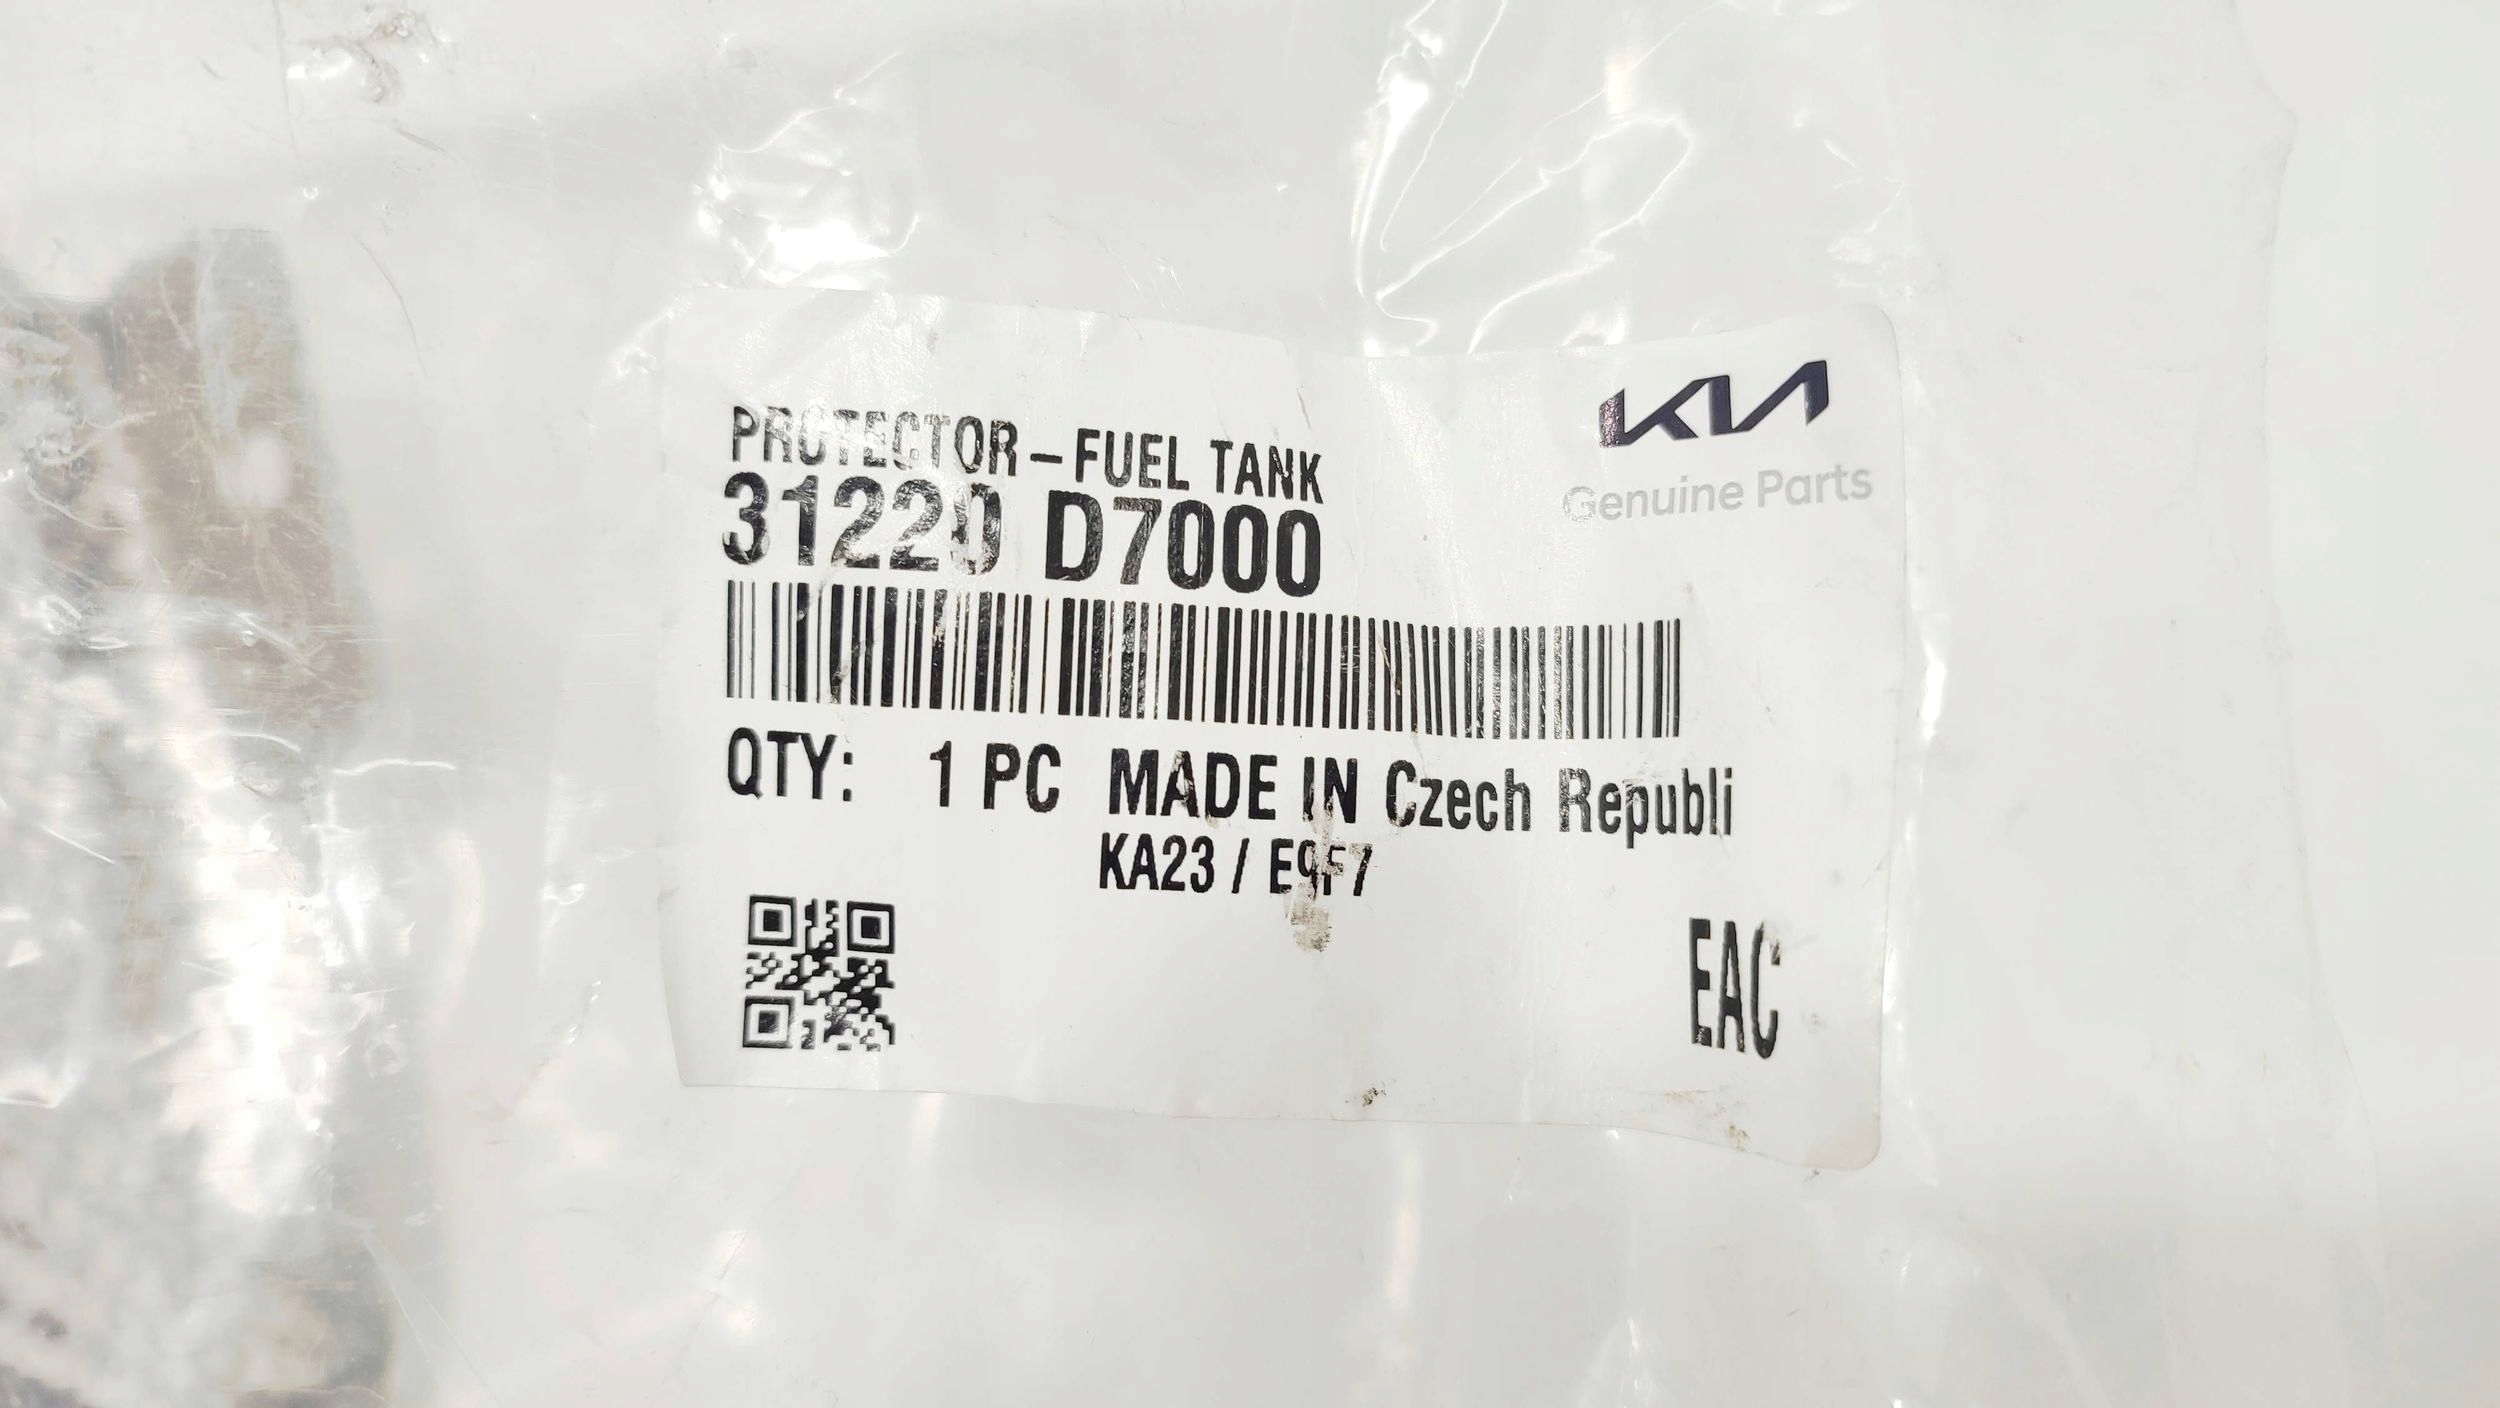 KIA
Genuine Parts
PROTECTOR-FUEL TANK
31220 D7000
QTY: 1 PC MADE IN Czech Republi
KA23 / E9F7
EAC